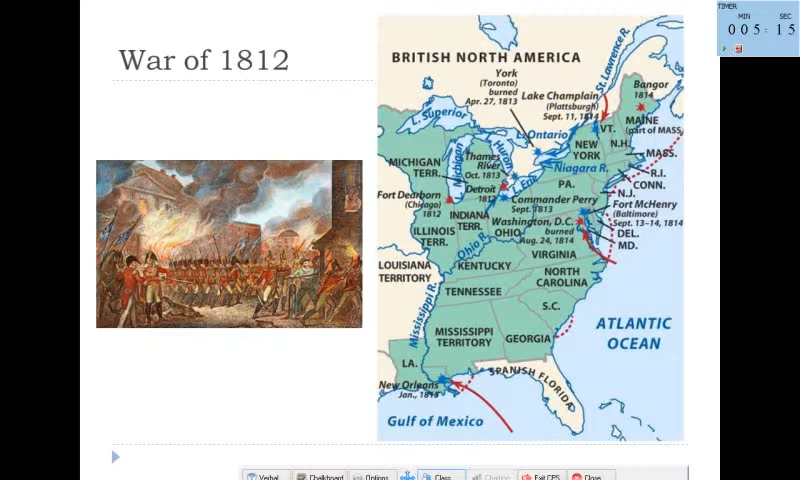 War of 1812
TIMER
MIN SEC
005:15
BRITISH NORTH AMERICA
York
(Toronto)
burned
Apr. 27, 1813
St. Lawrence R.
Lake Champlain
(Plattsburgh)
Sept. 11, 1814
Bangor
1814
MAINE
(part of MASS.
VT.
N.H.
L. Superior
L. Ontario
NEW
YORK
MASS.
L. Michigan
Huron
Thames
River
Oct. 1813
Niagara R.
R.I.
CONN.
MICHIGAN
TERR.
Detroit
1812
L. Erie
PA.
N.J.
Fort Dearborn
(Chicago)
1812
Commander Perry
Sept. 1813
Fort McHenry
(Baltimore)
Sept. 13–14, 1814
INDIANA
TERR.
OHIO
Washington, D.C.
burned
Aug. 24, 1814
DEL.
MD.
ILLINOIS
TERR.
Ohio R.
VIRGINIA
LOUISIANA
TERRITORY
KENTUCKY
NORTH
CAROLINA
TENNESSEE
Mississippi R.
S.C.
MISSISSIPPI
TERRITORY
GEORGIA
ATLANTIC
OCEAN
LA.
SPANISH FLORIDA
New Orleans
Jan., 1815
Gulf of Mexico
Verbal Chalkboard Options Class Charting Exit CPS Close